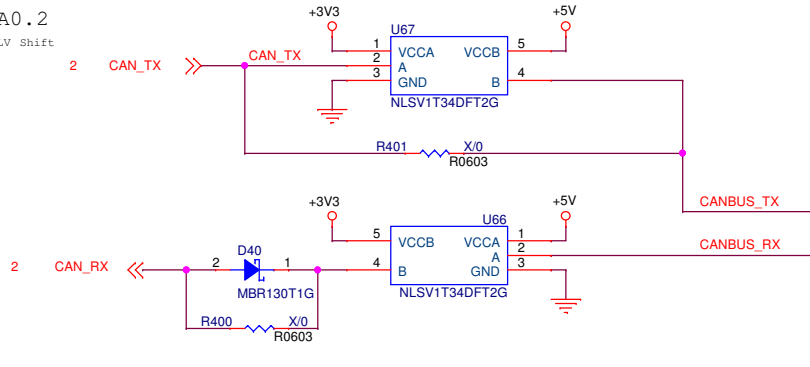 A0.2
LV Shift
+3V3
+5V
U67
2 CAN_TX
CAN_TX
1 VCCA VCCB 5
2 A
3 GND B 4
NLSV1T34DFT2G
R401 X/0
R0603
CANBUS_TX
+3V3
+5V
U66
5 VCCB VCCA 1
A 2
CANBUS_RX
4 B GND 3
NLSV1T34DFT2G
2 CAN_RX
D40
2 1
MBR130T1G
R400 X/0
R0603